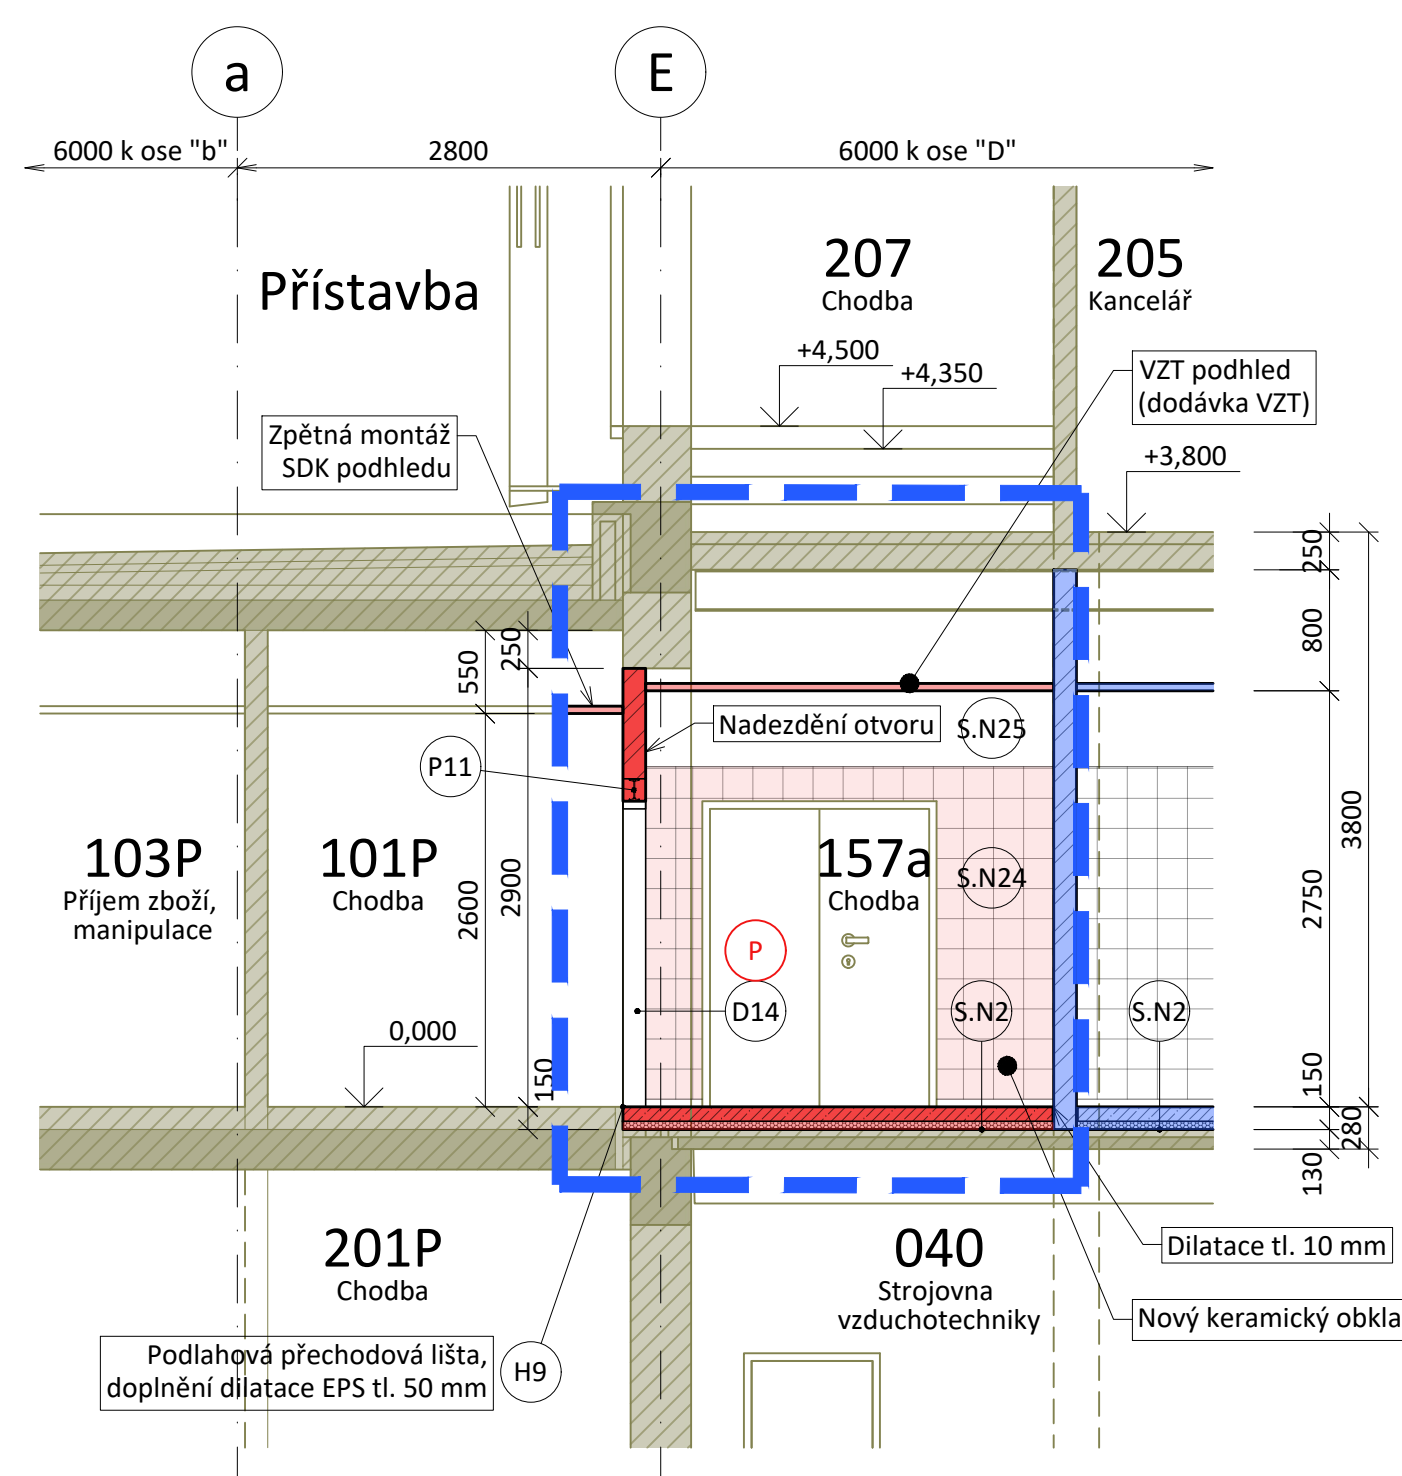 a
E
6000 k ose "b"
2800
6000 k ose "D"
Přístavba
207
Chodba
205
Kancelář
+4,500
+4,350
VZT podhled
(dodávka VZT)
Zpětná montáž
SDK podhledu
+3,800
250
550
250
800
Nadezdění otvoru
S.N25
P11
103P
Příjem zboží,
manipulace
101P
Chodba
157a
Chodba
S.N24
2600
2900
3800
2750
P
D14
S.N2
S.N2
0,000
150
150
280
130
201P
Chodba
040
Strojovna
vzduchotechniky
Dilatace tl. 10 mm
Nový keramický obkla
Podlahová přechodová lišta,
doplnění dilatace EPS tl. 50 mm
H9